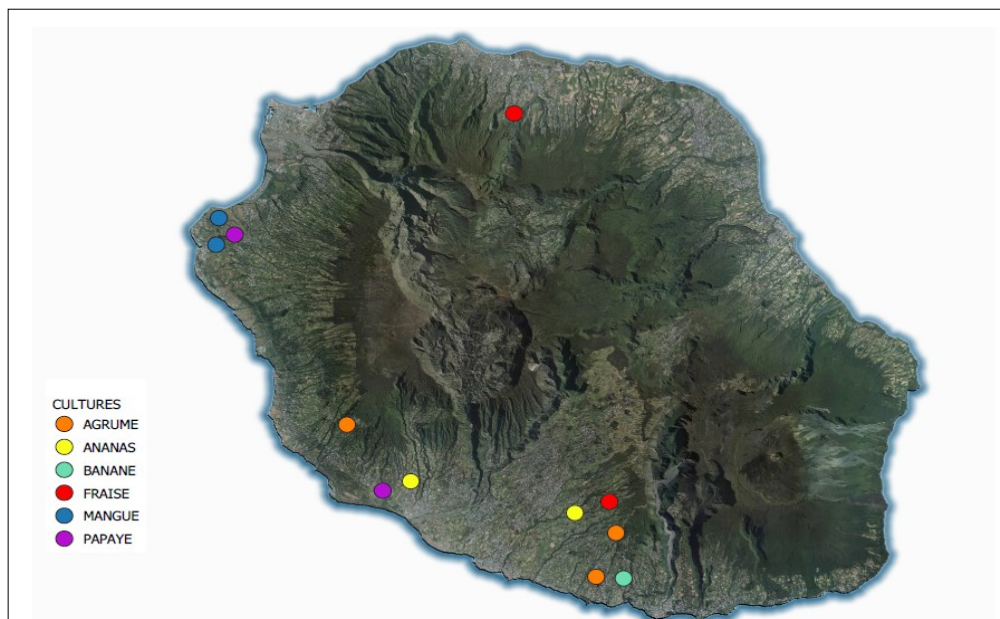 CULTURES
AGRUME
ANANAS
BANANE
FRAISE
MANGUE
PAPAYE